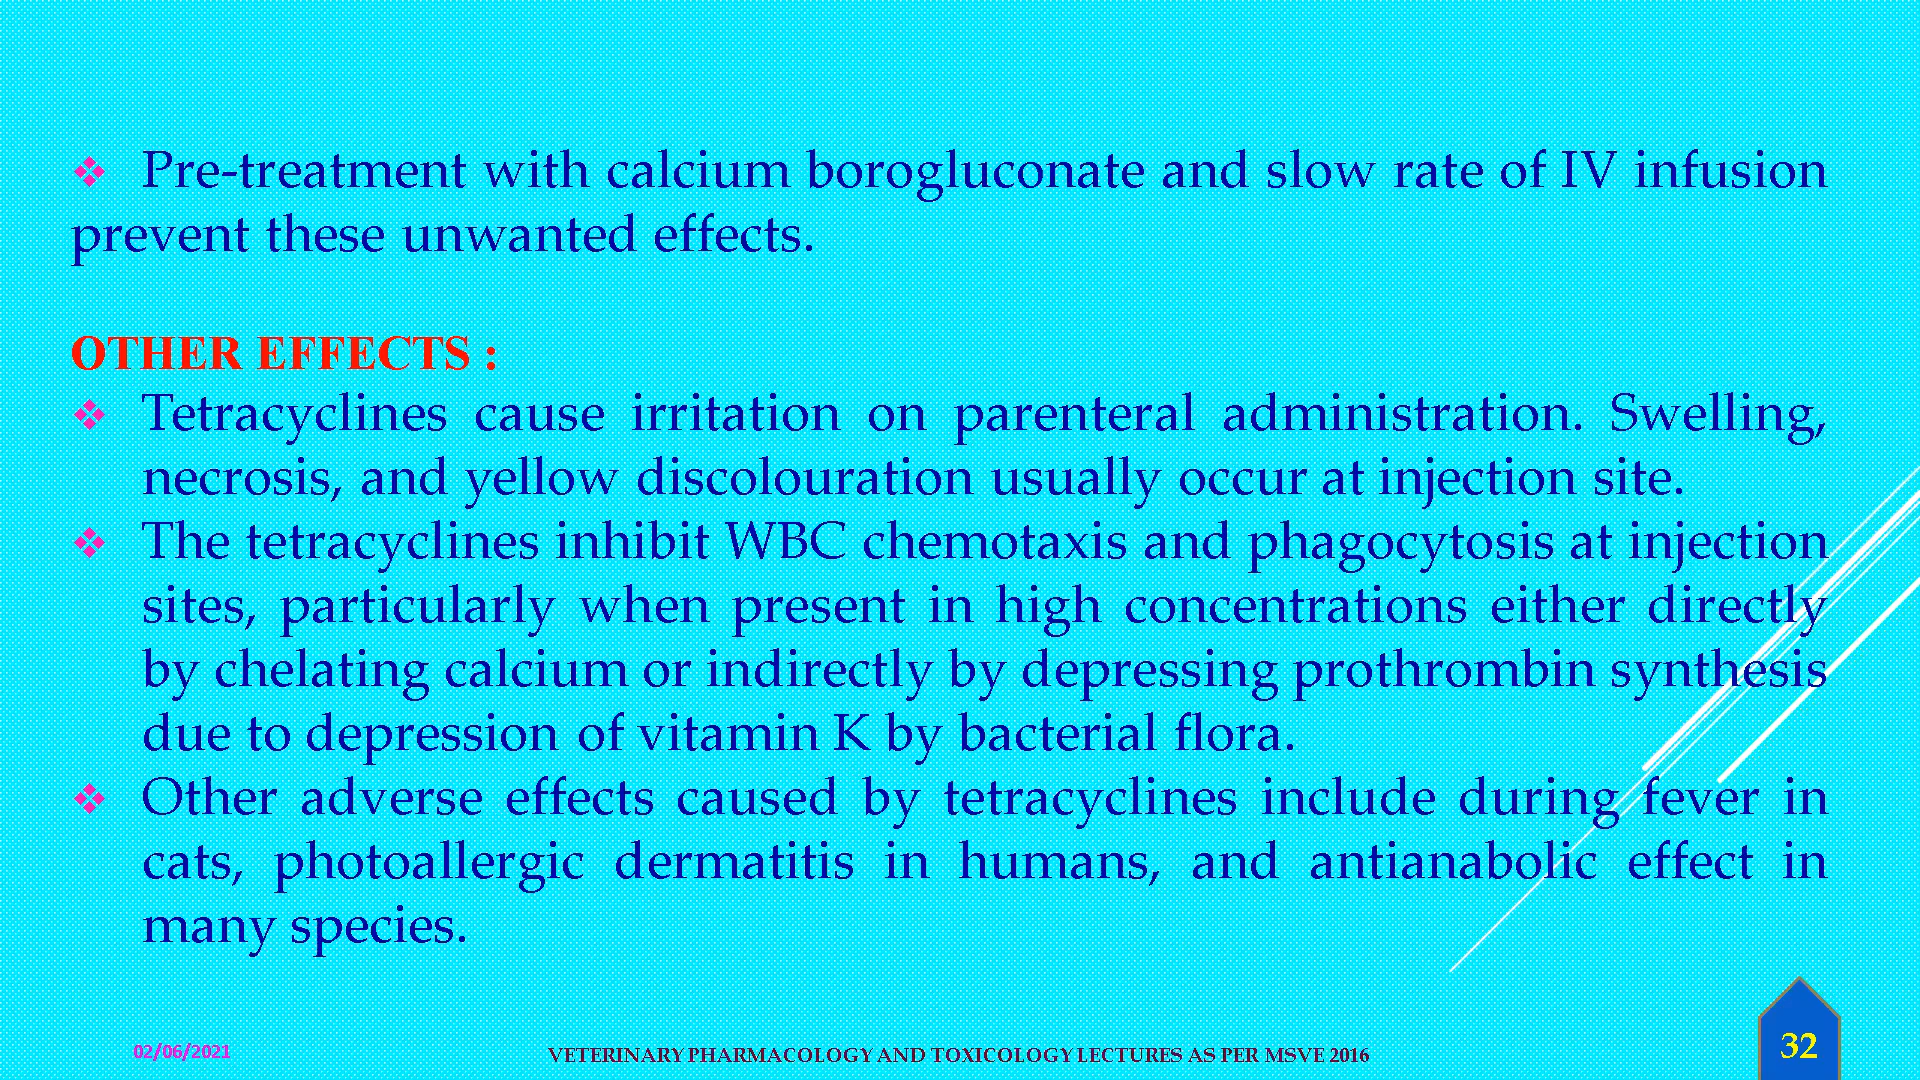 ❖ Pre-treatment with calcium borogluconate and slow rate of IV infusion
prevent these unwanted effects.
OTHER EFFECTS :
❖ Tetracyclines cause irritation on parenteral administration. Swelling,
necrosis, and yellow discolouration usually occur at injection site.
❖ The tetracyclines inhibit WBC chemotaxis and phagocytosis at injection
sites, particularly when present in high concentrations either directly
by chelating calcium or indirectly by depressing prothrombin synthesis
due to depression of vitamin K by bacterial flora.
❖ Other adverse effects caused by tetracyclines include during fever in
cats, photoallergic dermatitis in humans, and antianabolic effect in
many species.
02/06/2021
VETERINARY PHARMACOLOGY AND TOXICOLOGY LECTURES AS PER MSVE 2016
32